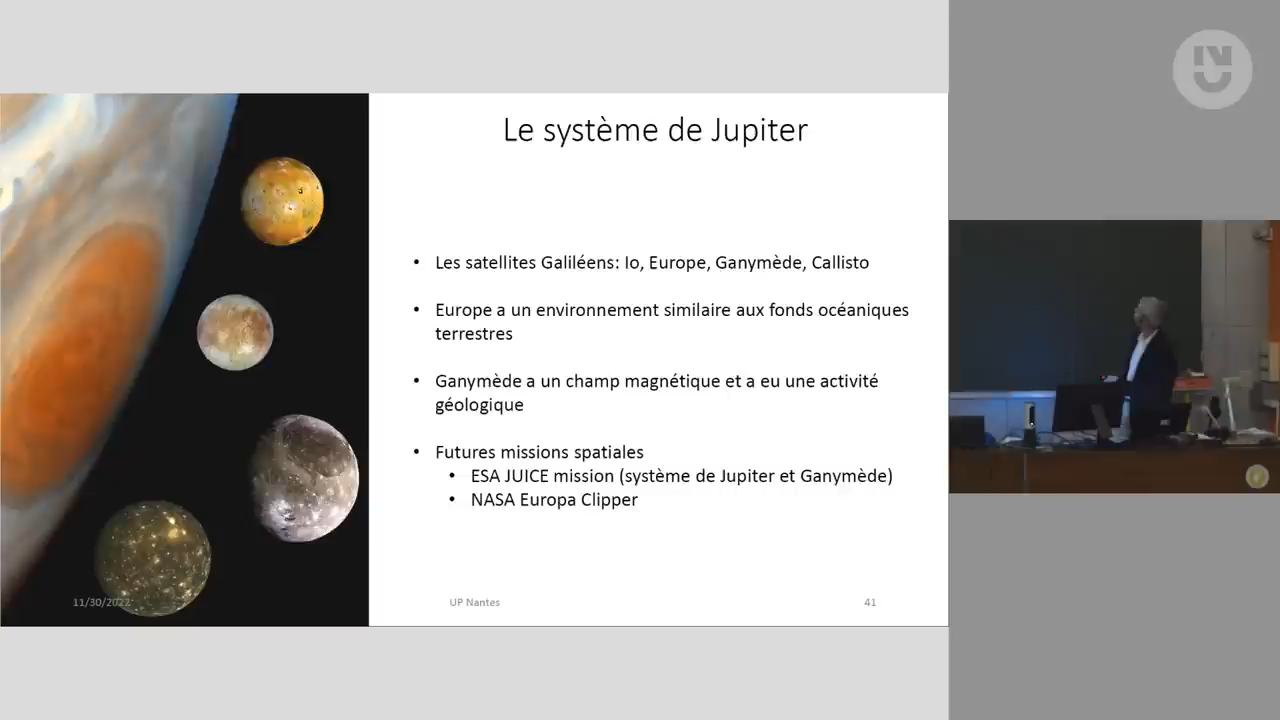 Le système de Jupiter
• Les satellites Galiléens: Io, Europe, Ganymède, Callisto
• Europe a un environnement similaire aux fonds océaniques
terrestres
• Ganymède a un champ magnétique et a eu une activité
géologique
• Futures missions spatiales
• ESA JUICE mission (système de Jupiter et Ganymède)
• NASA Europa Clipper
11/30/2022
UP Nantes
41